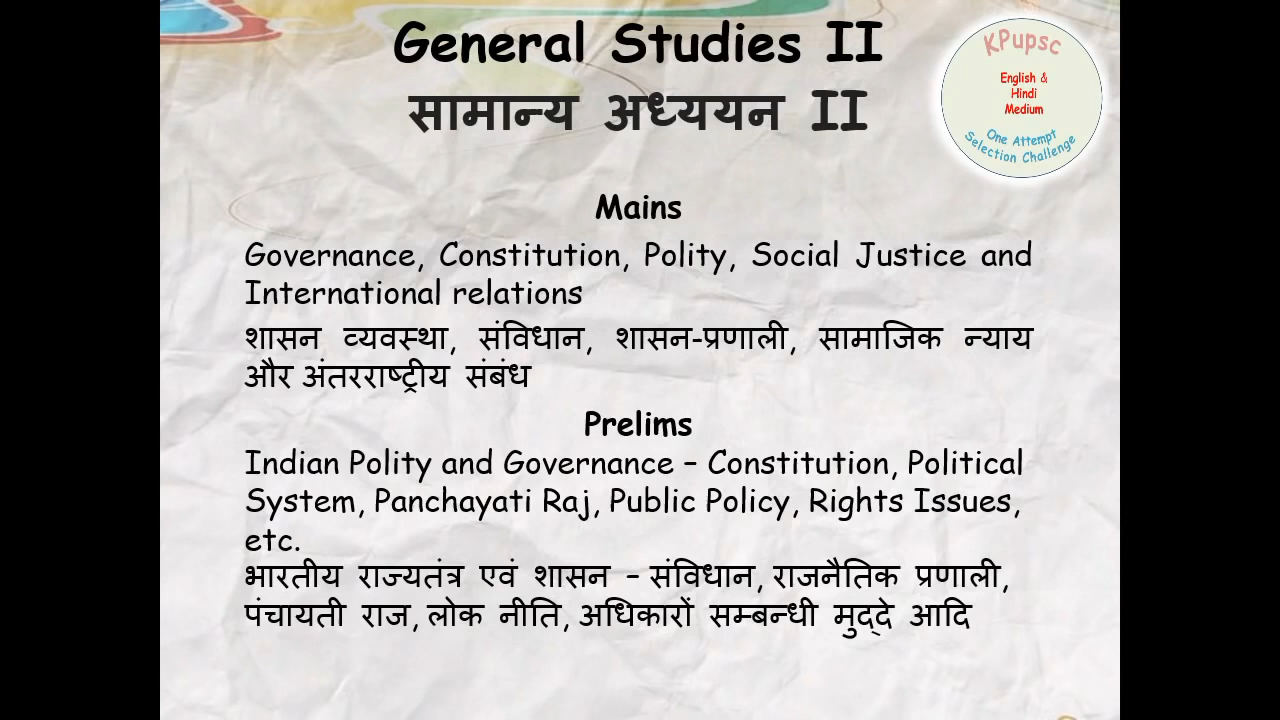 General Studies II
सामान्य अध्ययन II
KPupsc
English &
Hindi
Medium
One Attempt
Selection Challenge
Mains
Governance, Constitution, Polity, Social Justice and
International relations
शासन व्यवस्था, संविधान, शासन-प्रणाली, सामाजिक न्याय
और अंतरराष्ट्रीय संबंध
Prelims
Indian Polity and Governance – Constitution, Political
System, Panchayati Raj, Public Policy, Rights Issues,
etc.
भारतीय राज्यतंत्र एवं शासन – संविधान, राजनैतिक प्रणाली,
पंचायती राज, लोक नीति, अधिकारों सम्बन्धी मुद्दे आदि